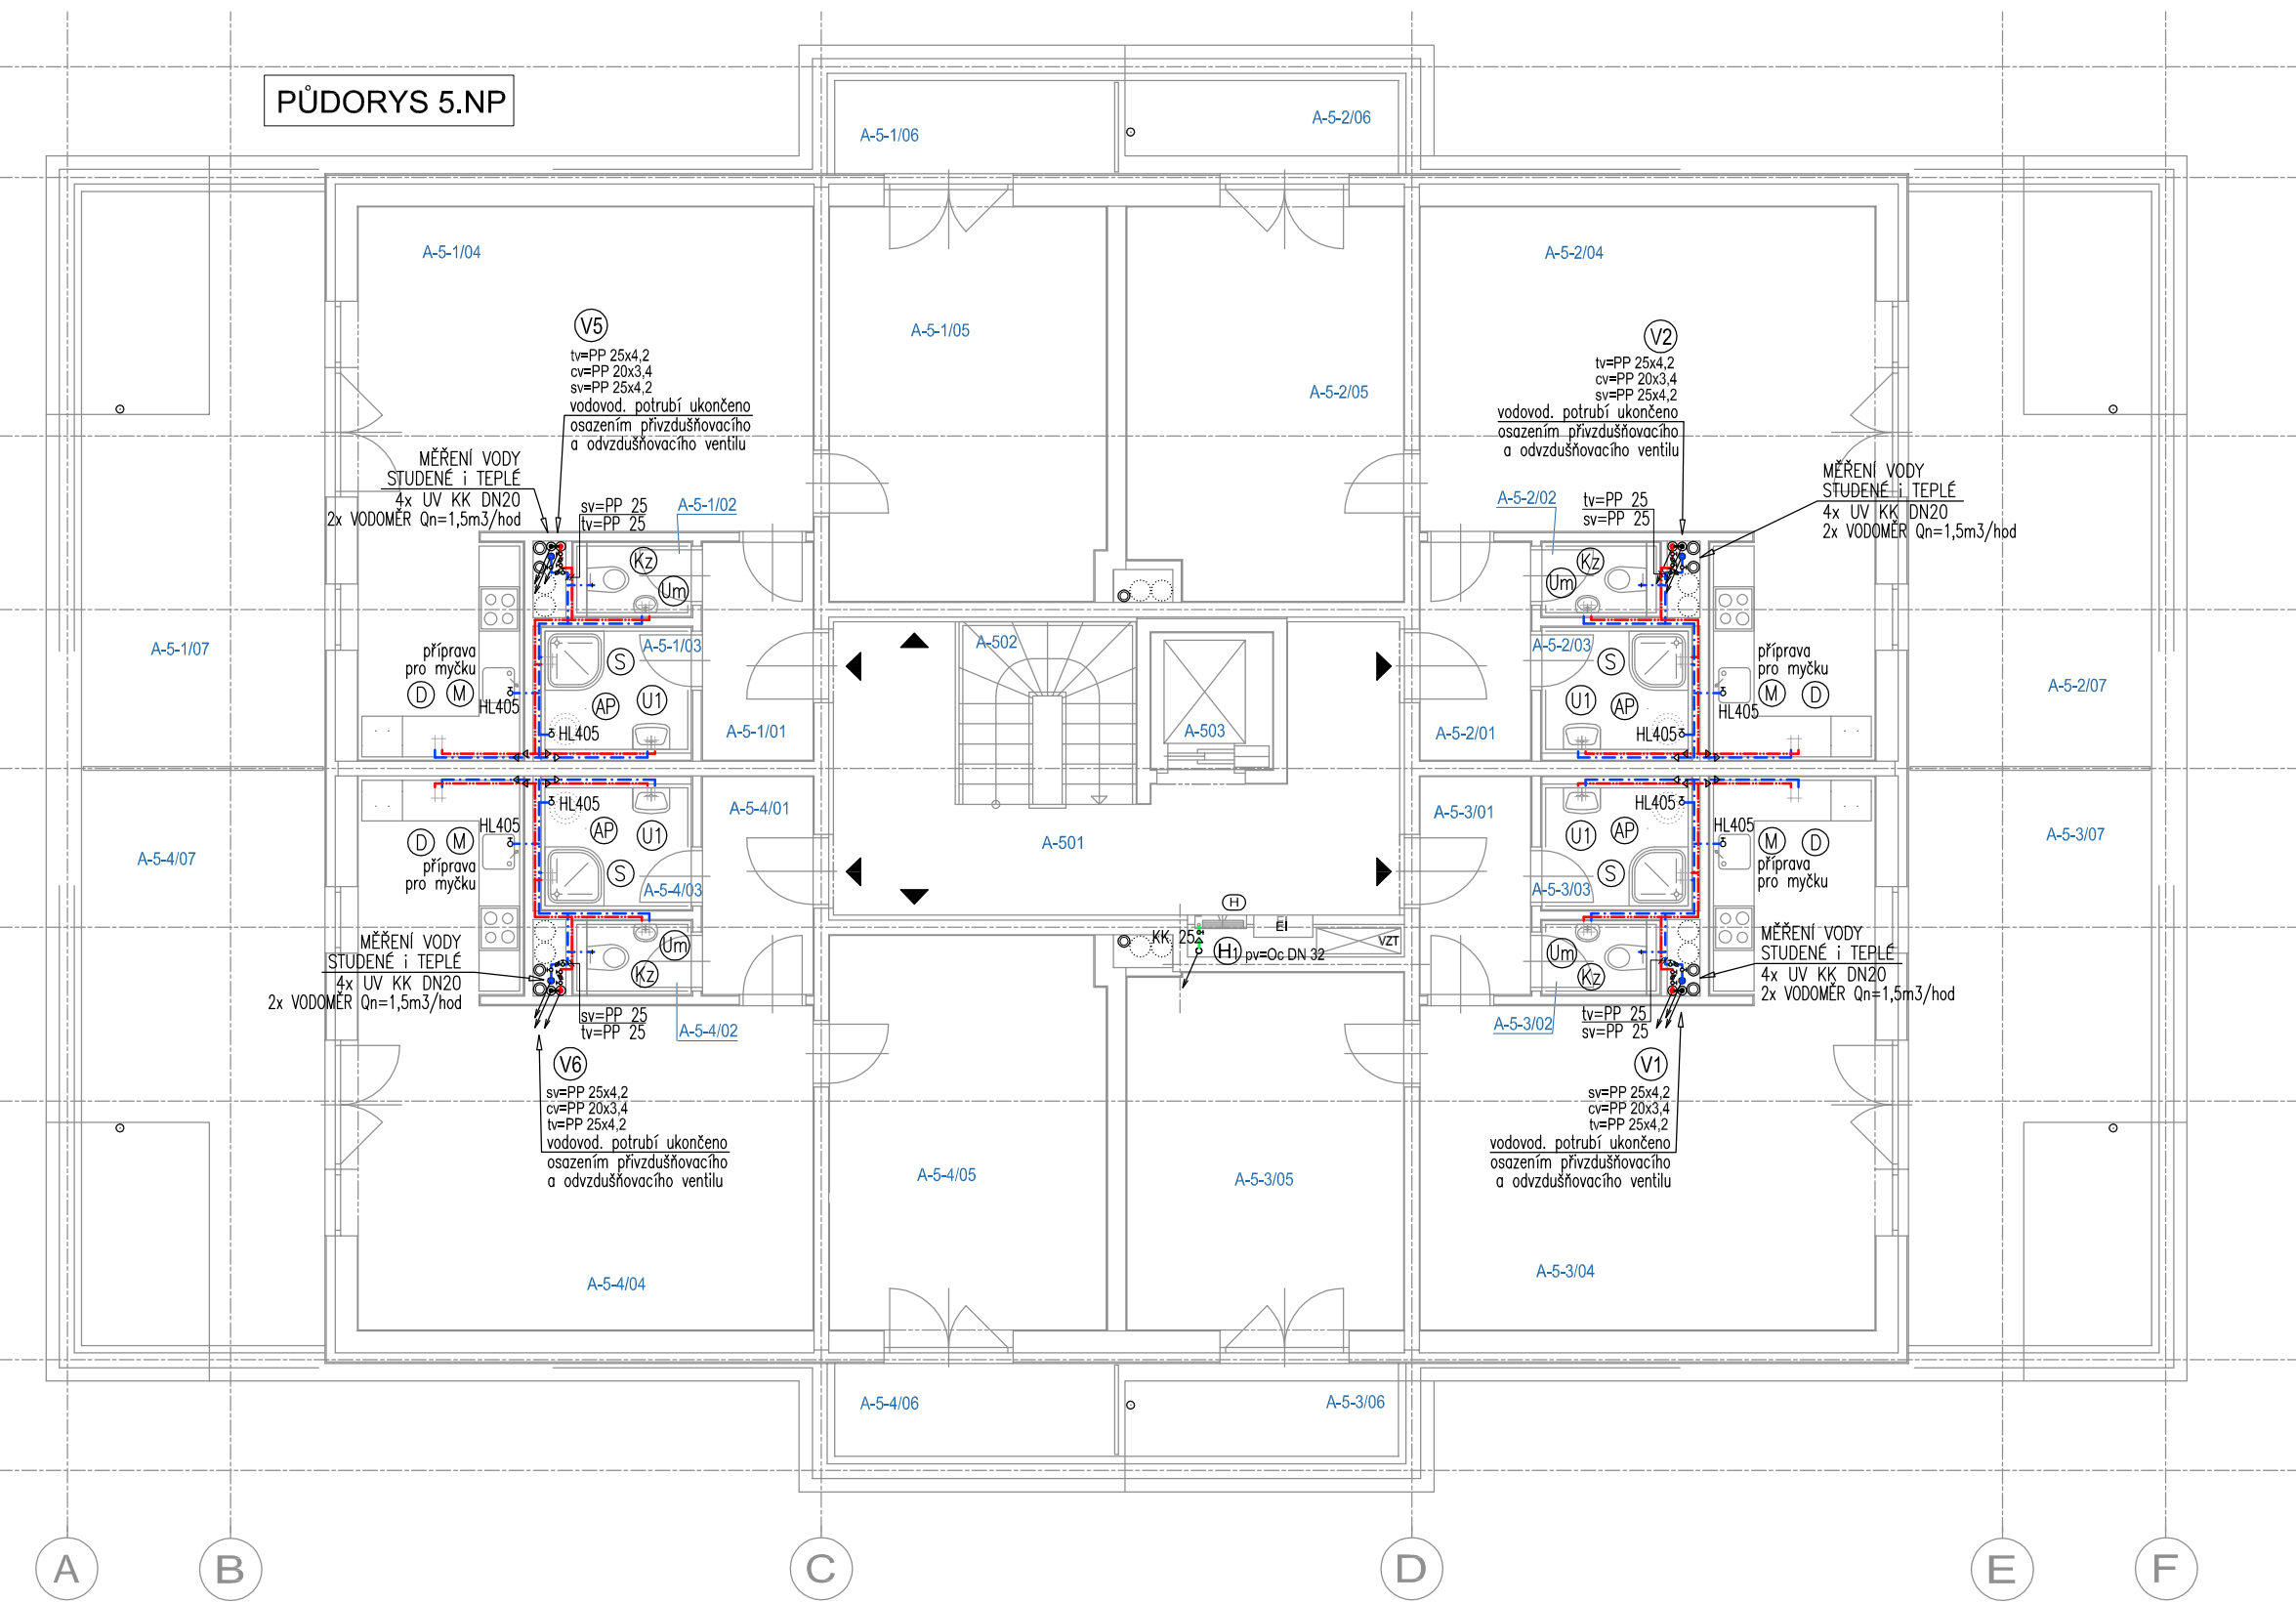 PŮDORYS 5.NP
A-5-1/06
A-5-2/06
A-5-1/04
A-5-2/04
A-5-1/05
A-5-2/05
V5
tv=PP 25x4,2
cv=PP 20x3,4
sv=PP 25x4,2
vodovod. potrubí ukončeno
osazením přivzdušňovacího
a odvzdušňovacího ventilu
V2
tv=PP 25x4,2
cv=PP 20x3,4
sv=PP 25x4,2
vodovod. potrubí ukončeno
osazením přivzdušňovacího
a odvzdušňovacího ventilu
MĚŘENÍ VODY
STUDENÉ i TEPLÉ
4x UV KK DN20
2x VODOMĚR Qn=1,5m3/hod
sv=PP 25
tv=PP 25
A-5-1/02
A-5-2/02
tv=PP 25
sv=PP 25
MĚŘENÍ VODY
STUDENÉ i TEPLÉ
4x UV KK DN20
2x VODOMĚR Qn=1,5m3/hod
Kz
Um
Kz
Um
A-5-1/07
příprava
pro myčku
D
M
HL405
A-5-1/03
S
AP
U1
HL405
A-5-1/01
A-502
A-503
A-5-2/03
S
U1
AP
HL405
A-5-2/01
příprava
pro myčku
M
D
HL405
A-5-2/07
A-5-4/07
HL405
D
M
příprava
pro myčku
HL405
AP
U1
S
A-5-4/03
A-5-4/01
A-501
A-5-3/01
HL405
U1
AP
S
A-5-3/03
HL405
M
D
příprava
pro myčku
A-5-3/07
H
EI
VZT
KK 25
H1
pv=Oc DN 32
MĚŘENÍ VODY
STUDENÉ i TEPLÉ
4x UV KK DN20
2x VODOMĚR Qn=1,5m3/hod
Um
Kz
sv=PP 25
tv=PP 25
A-5-4/02
Um
Kz
A-5-3/02
tv=PP 25
sv=PP 25
MĚŘENÍ VODY
STUDENÉ i TEPLÉ
4x UV KK DN20
2x VODOMĚR Qn=1,5m3/hod
V6
sv=PP 25x4,2
cv=PP 20x3,4
tv=PP 25x4,2
vodovod. potrubí ukončeno
osazením přivzdušňovacího
a odvzdušňovacího ventilu
V1
sv=PP 25x4,2
cv=PP 20x3,4
tv=PP 25x4,2
vodovod. potrubí ukončeno
osazením přivzdušňovacího
a odvzdušňovacího ventilu
A-5-4/05
A-5-3/05
A-5-4/04
A-5-3/04
A-5-4/06
A-5-3/06
A
B
C
D
E
F